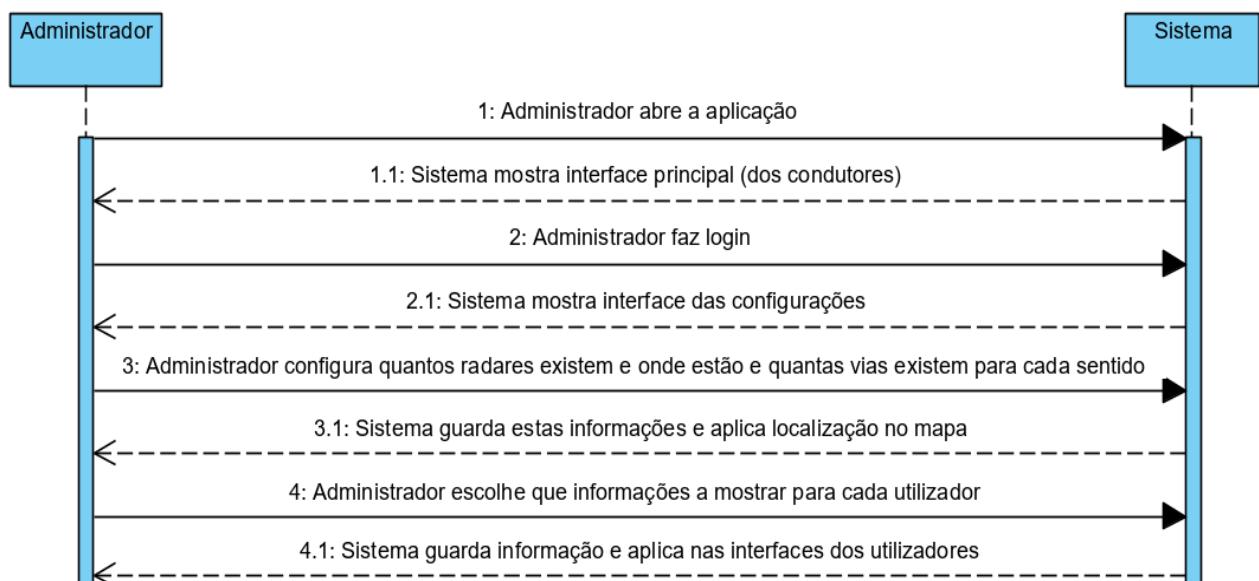 Administrador
Sistema
1: Administrador abre a aplicação
1.1: Sistema mostra interface principal (dos condutores)
2: Administrador faz login
2.1: Sistema mostra interface das configurações
3: Administrador configura quantos radares existem e onde estão e quantas vias existem para cada sentido
3.1: Sistema guarda estas informações e aplica localização no mapa
4: Administrador escolhe que informações a mostrar para cada utilizador
4.1: Sistema guarda informação e aplica nas interfaces dos utilizadores